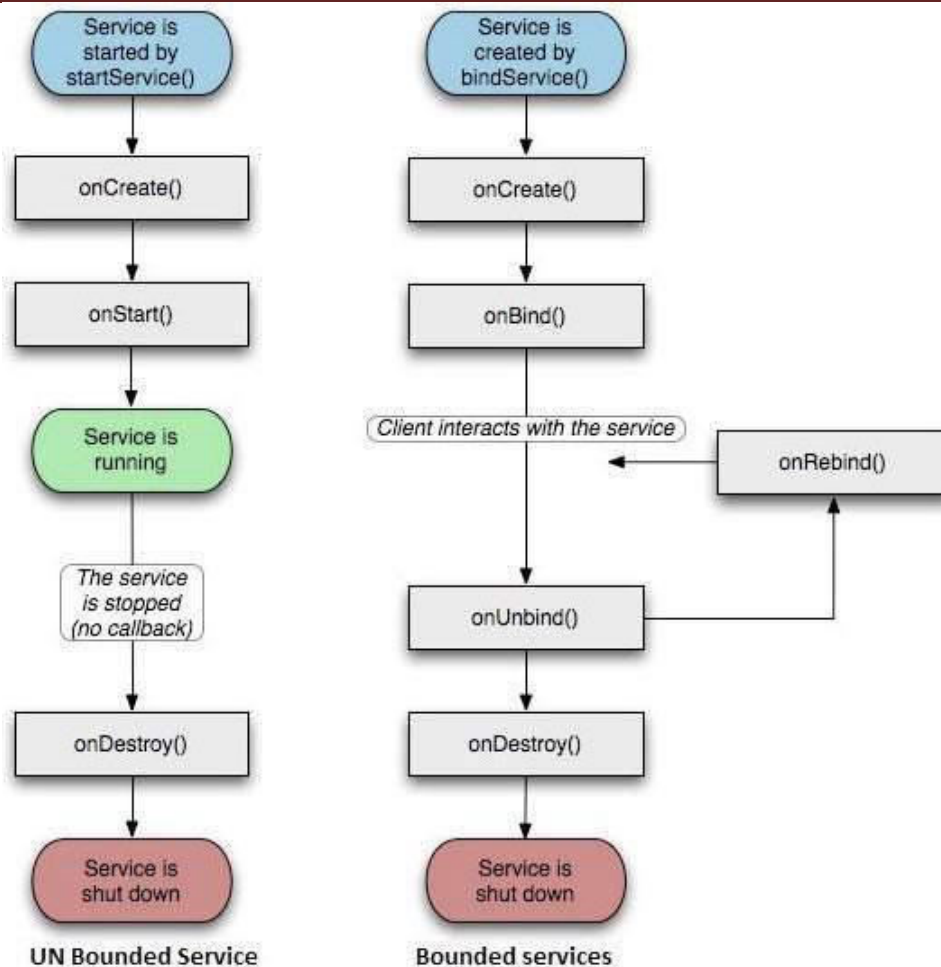 Service is
started by
startService()
onCreate()
onStart()
Service is
running
The service
is stopped
(no callback)
onDestroy()
Service is
shut down
UN Bounded Service
Service is
created by
bindService()
onCreate()
onBind()
Client interacts with the service
onRebind()
onUnbind()
onDestroy()
Service is
shut down
Bounded services